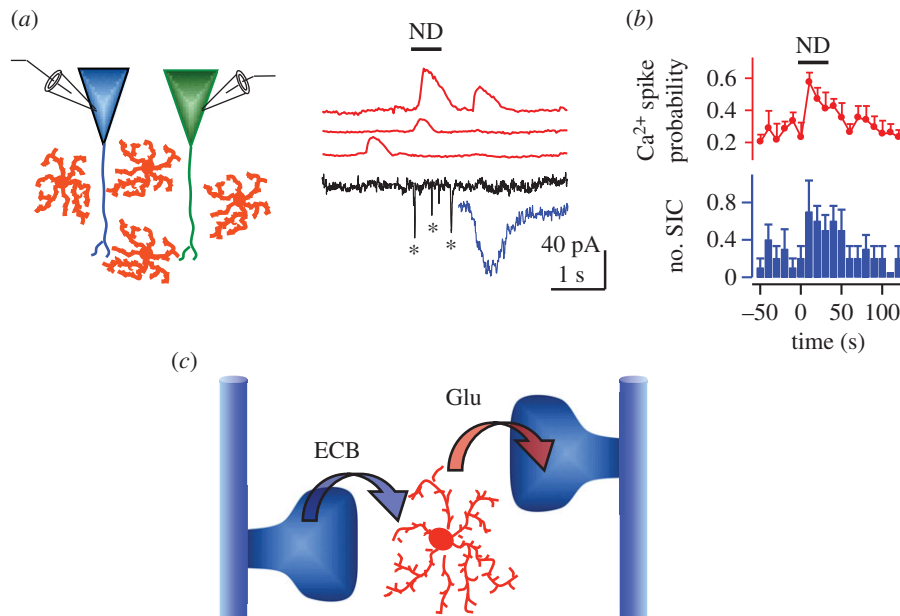 (a)
ND
* * *
40 pA
1 s
(b)
ND
Ca²⁺ spike
probability
0.6
0.4
0.2
no. SIC
0.8
0.4
0
–50 0 50 100
time (s)
(c)
ECB
Glu